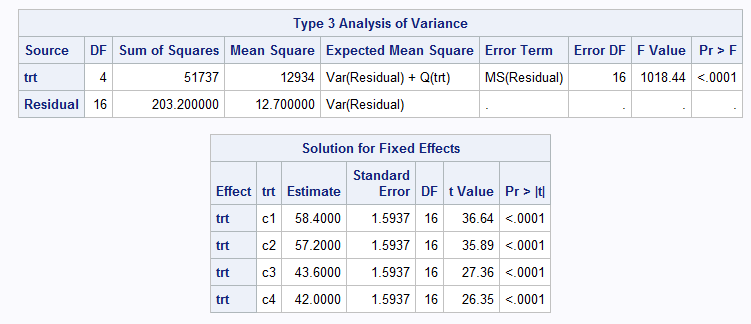 Type 3 Analysis of Variance
Source DF Sum of Squares Mean Square Expected Mean Square Error Term Error DF F Value Pr > F
trt 4 51737 12934 Var(Residual) + Q(trt) MS(Residual) 16 1018.44 <.0001
Residual 16 203.200000 12.700000 Var(Residual) . . . .
Solution for Fixed Effects
Effect trt Estimate Standard Error DF t Value Pr > |t|
trt c1 58.4000 1.5937 16 36.64 <.0001
trt c2 57.2000 1.5937 16 35.89 <.0001
trt c3 43.6000 1.5937 16 27.36 <.0001
trt c4 42.0000 1.5937 16 26.35 <.0001